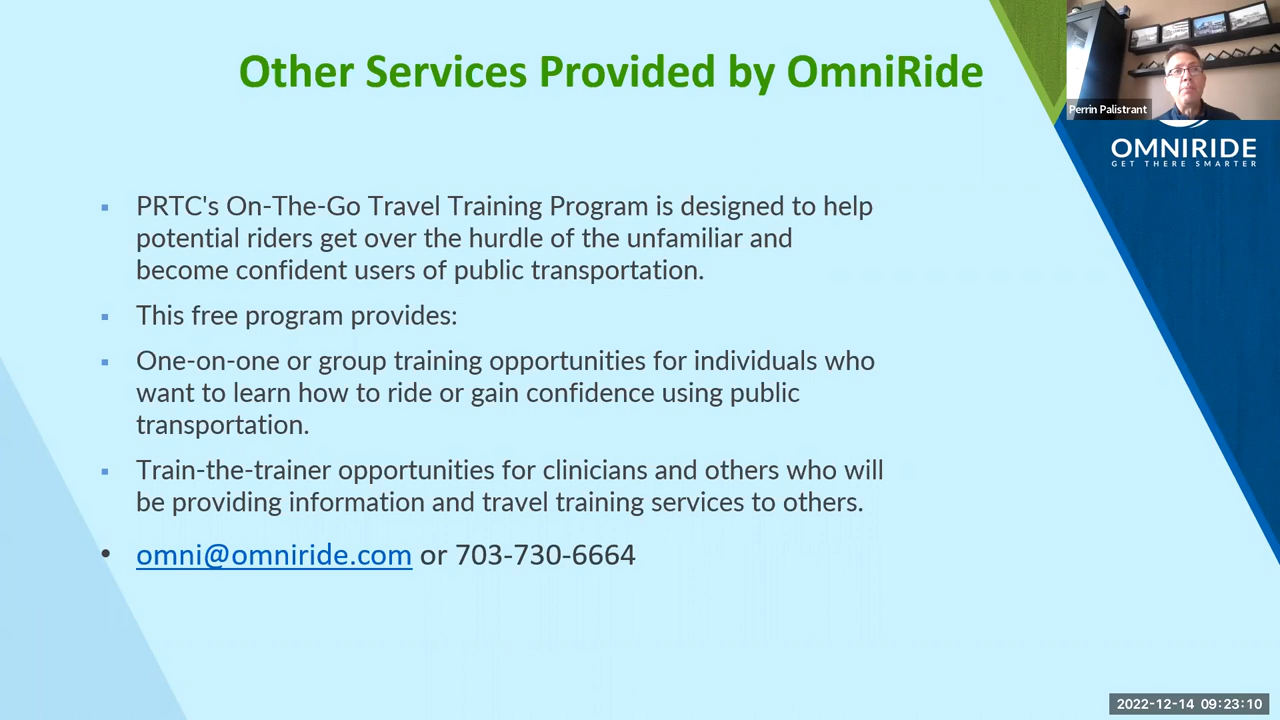 Other Services Provided by OmniRide
Perrin Palistrant
OMNIRIDE
GET THERE SMARTER
▪ PRTC's On-The-Go Travel Training Program is designed to help
potential riders get over the hurdle of the unfamiliar and
become confident users of public transportation.
▪ This free program provides:
▪ One-on-one or group training opportunities for individuals who
want to learn how to ride or gain confidence using public
transportation.
▪ Train-the-trainer opportunities for clinicians and others who will
be providing information and travel training services to others.
• omni@omniride.com or 703-730-6664
2022-12-14 09:23:10